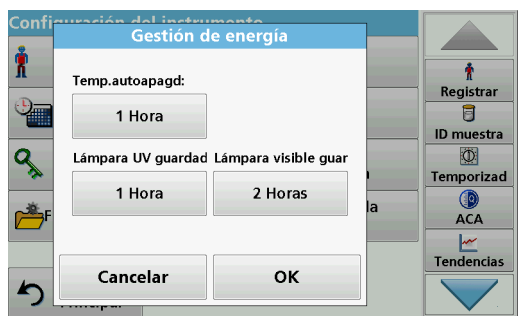 Configuración del instrumento
Gestión de energía
Temp.autoapagd:
1 Hora
Lámpara UV guardad Lámpara visible guar
1 Hora 2 Horas
Cancelar OK
Principal
Registrar
ID muestra
Temporizad
ACA
Tendencias